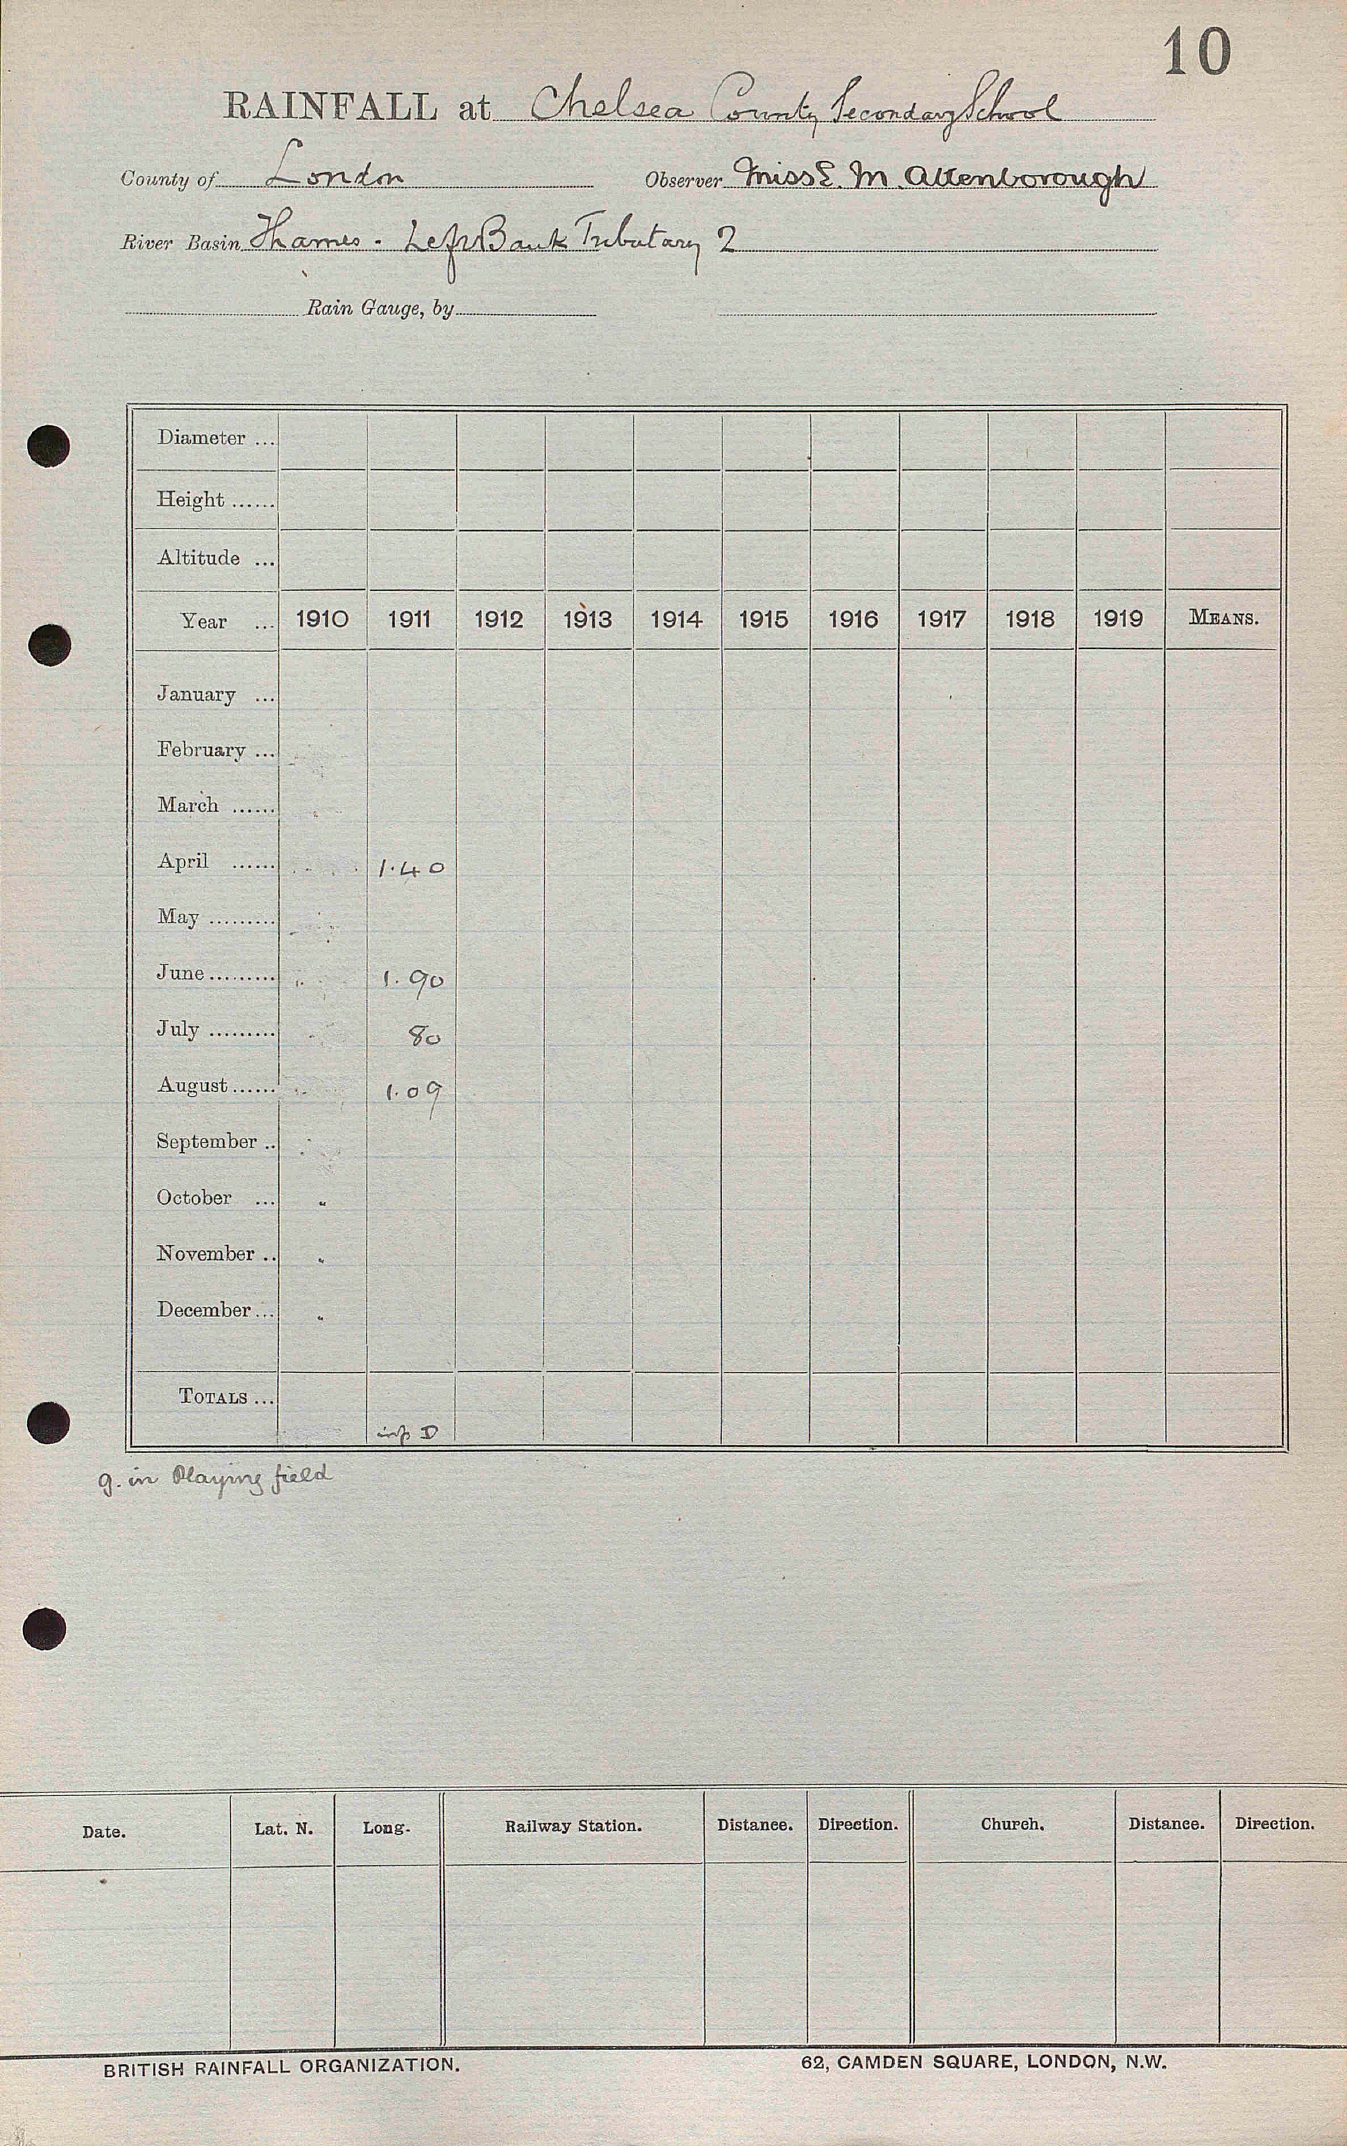 10
RAINFALL at Chelsea County Secondary School
County of London Observer Miss E. M. Attenborough
River Basin Thames - Left Bank Tributary 2
Rain Gauge, by
Diameter ...
Height ......
Altitude ...
Year ... 1910 1911 1912 1913 1914 1915 1916 1917 1918 1919 MEANS.
January ...
February ...
March ......
April ...... 1.40
May .........
June ......... 1.90
July ......... 80
August ...... 1.09
September ..
October ...
November ..
December ...
TOTALS ...
D
g. in Playing field
Date. Lat. N. Long. Railway Station. Distance. Direction. Church. Distance. Direction.
BRITISH RAINFALL ORGANIZATION. 62, CAMDEN SQUARE, LONDON, N.W.